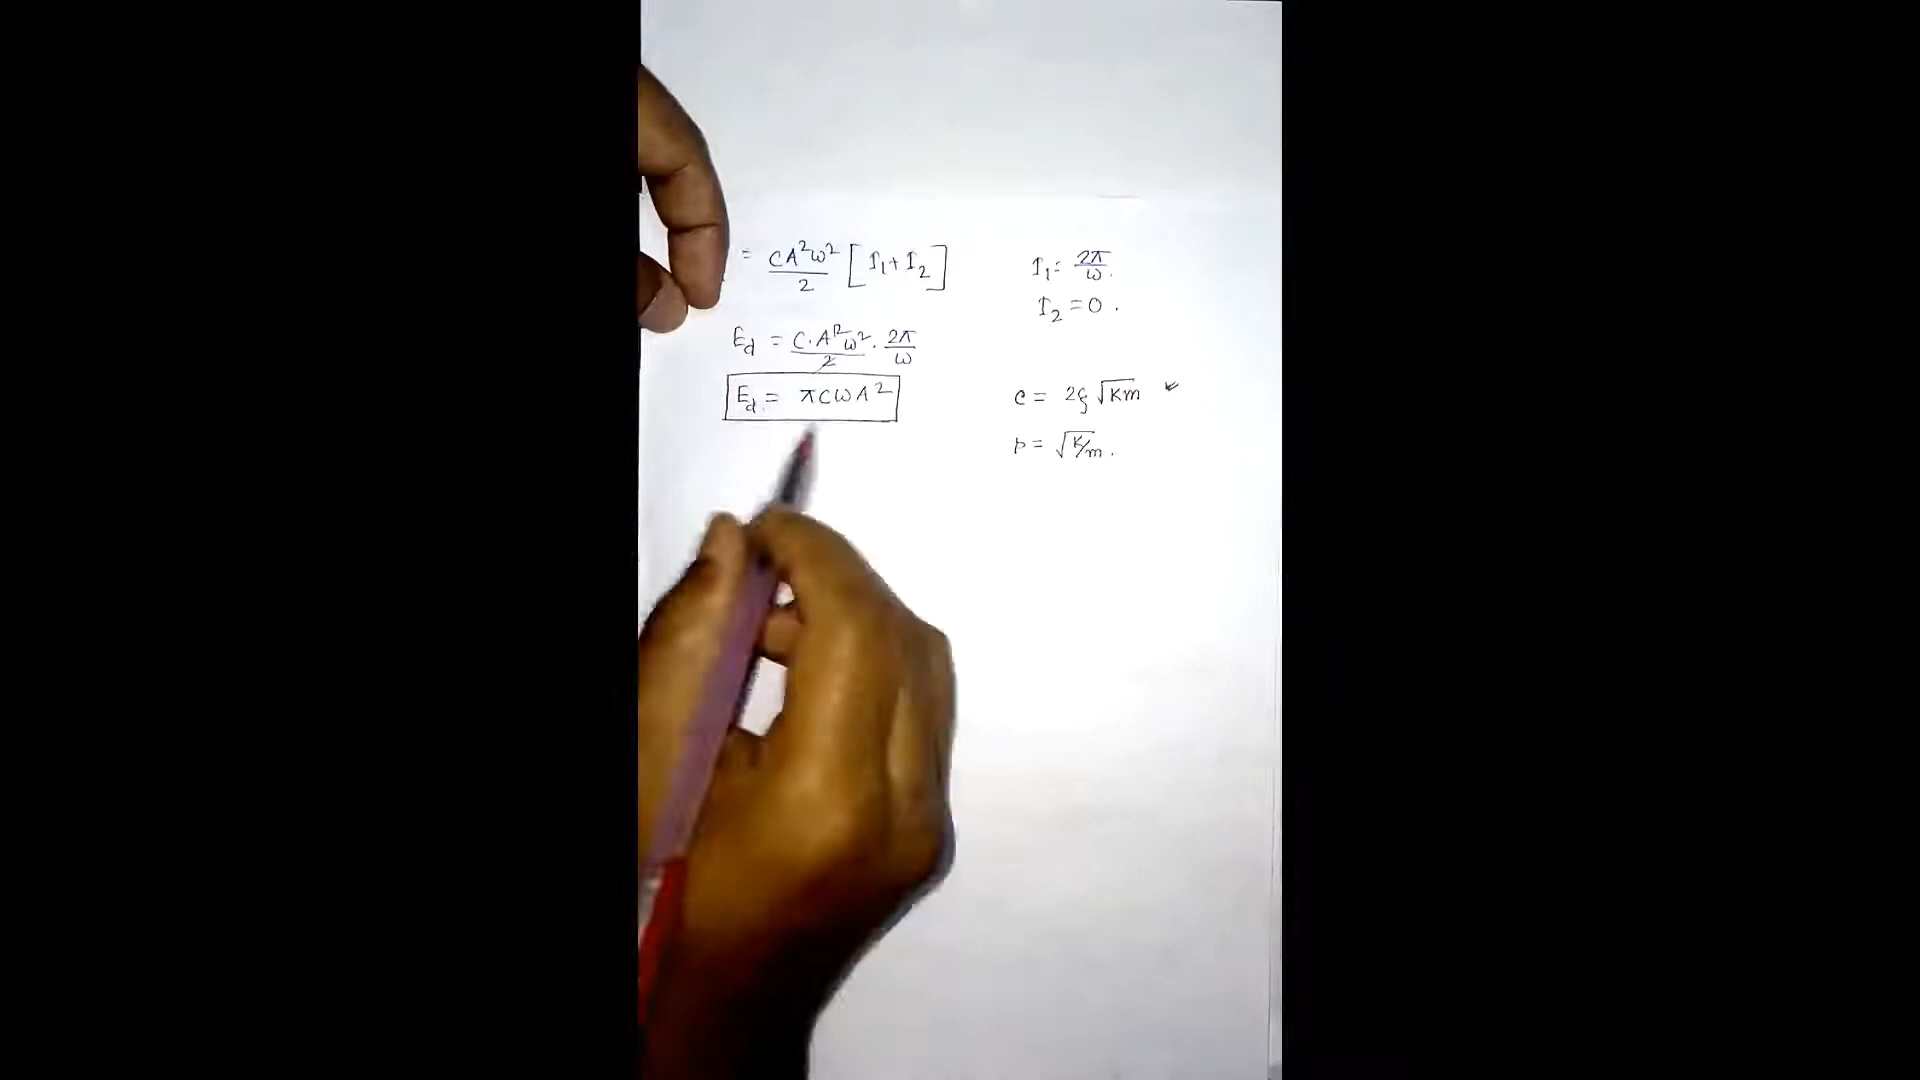 = CA²ω²/2 [I₁+I₂]
I₁ = 2π/ω.
I₂ = 0 .
E_d = C·A²ω²/2 · 2π/ω
E_d = πCωA²
c = 2ξ √Km ✓
p = √K/m .